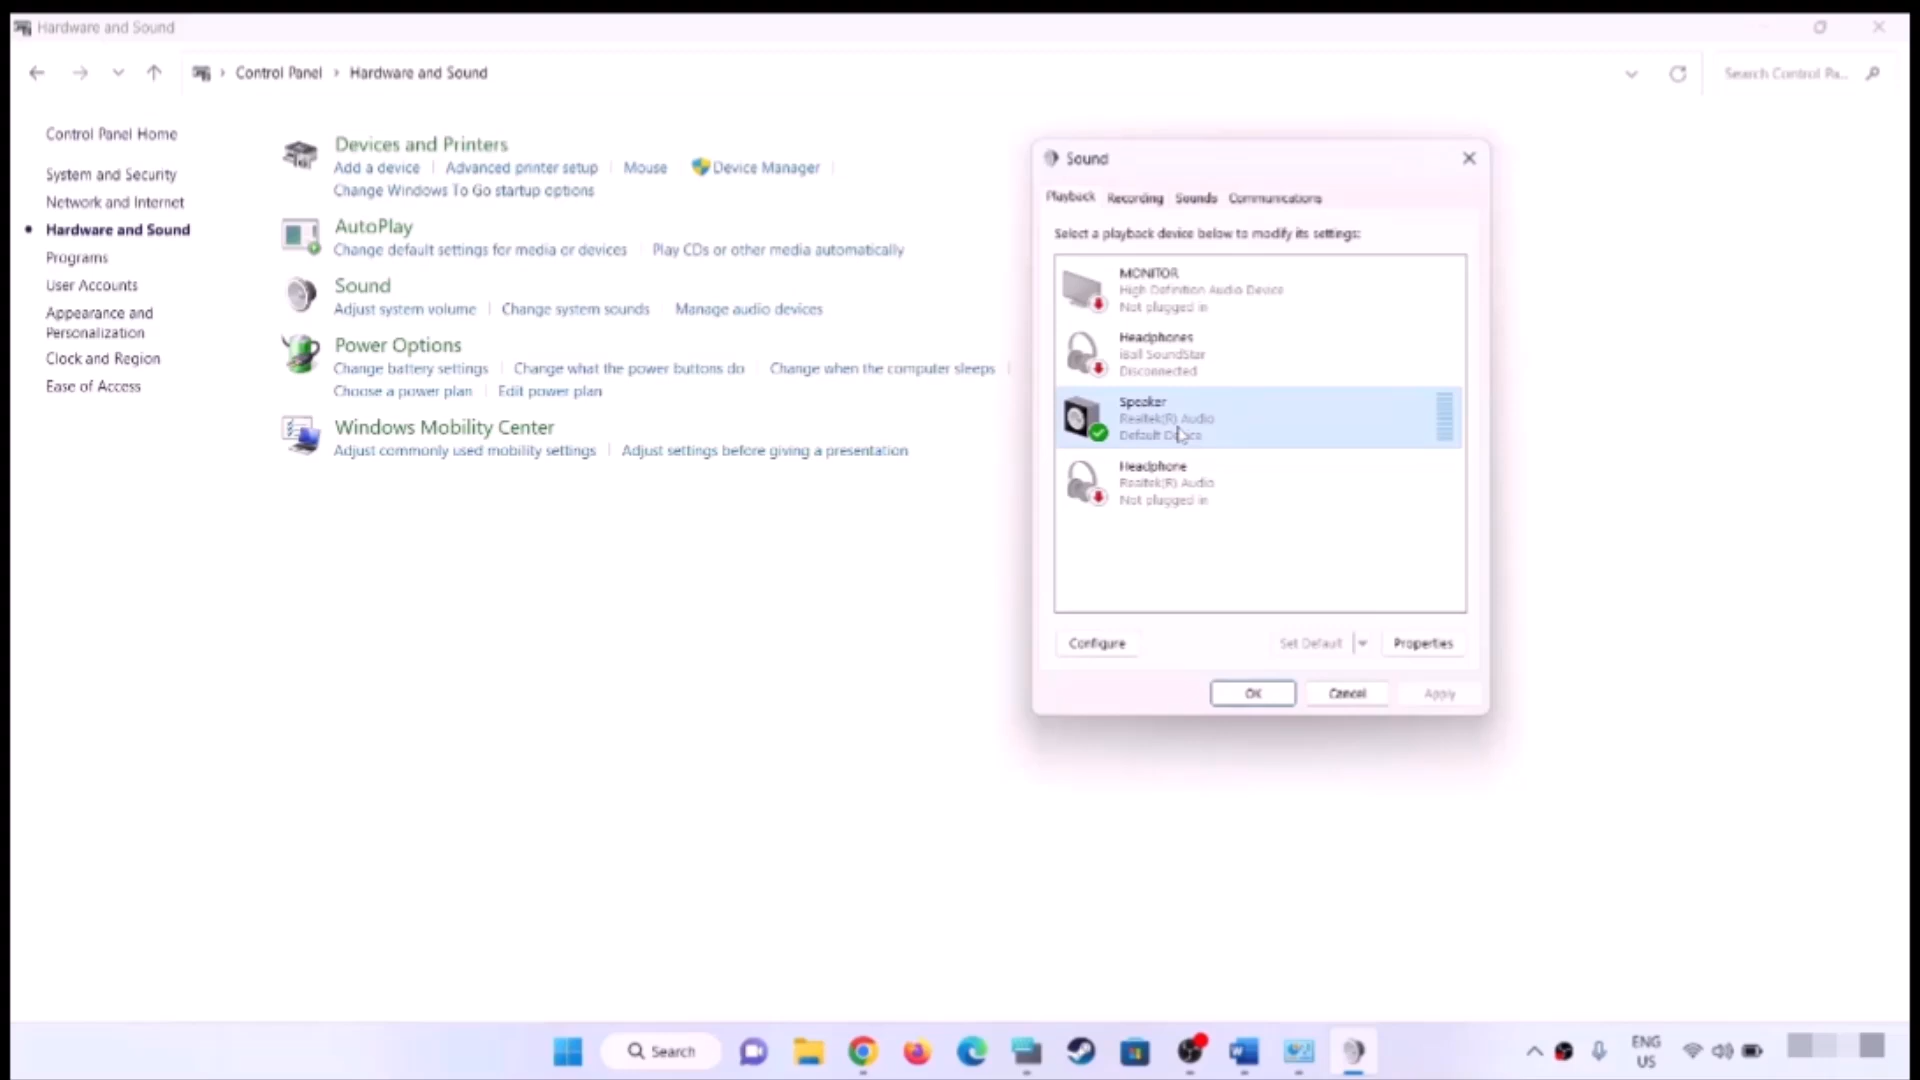 Hardware and Sound
Control Panel › Hardware and Sound
Search Control Pa...
Control Panel Home
System and Security
Network and Internet
Hardware and Sound
Programs
User Accounts
Appearance and
Personalization
Clock and Region
Ease of Access
Devices and Printers
Add a device
Advanced printer setup
Mouse
Device Manager
Change Windows To Go startup options
AutoPlay
Change default settings for media or devices
Play CDs or other media automatically
Sound
Adjust system volume
Change system sounds
Manage audio devices
Power Options
Change battery settings
Change what the power buttons do
Change when the computer sleeps
Choose a power plan
Edit power plan
Windows Mobility Center
Adjust commonly used mobility settings
Adjust settings before giving a presentation
Sound
Playback Recording Sounds Communications
Select a playback device below to modify its settings:
MONITOR
High Definition Audio Device
Not plugged in
Headphones
iBall SoundStar
Disconnected
Speaker
Realtek(R) Audio
Default
Headphone
Realtek(R) Audio
Not plugged in
Configure
Set Default
Properties
OK
Cancel
Apply
Search
ENG
US